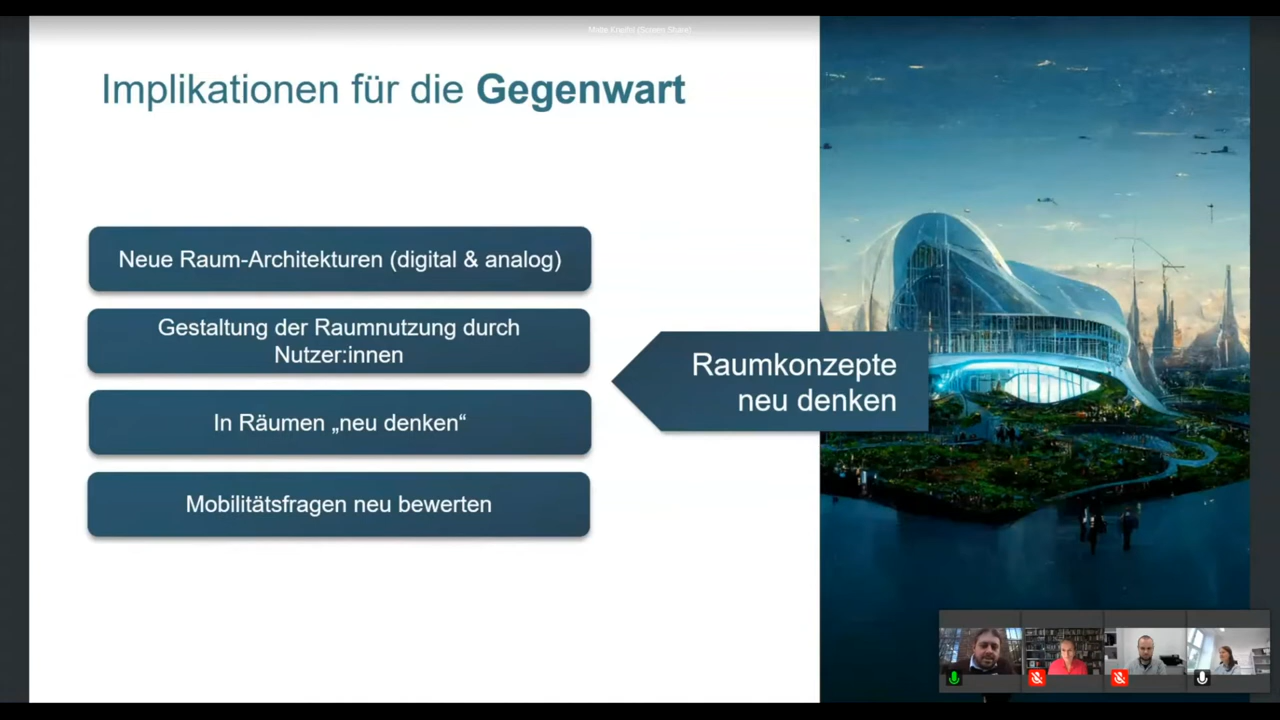 Implikationen für die Gegenwart
Neue Raum-Architekturen (digital & analog)
Gestaltung der Raumnutzung durch
Nutzer:innen
In Räumen „neu denken“
Mobilitätsfragen neu bewerten
Raumkonzepte
neu denken